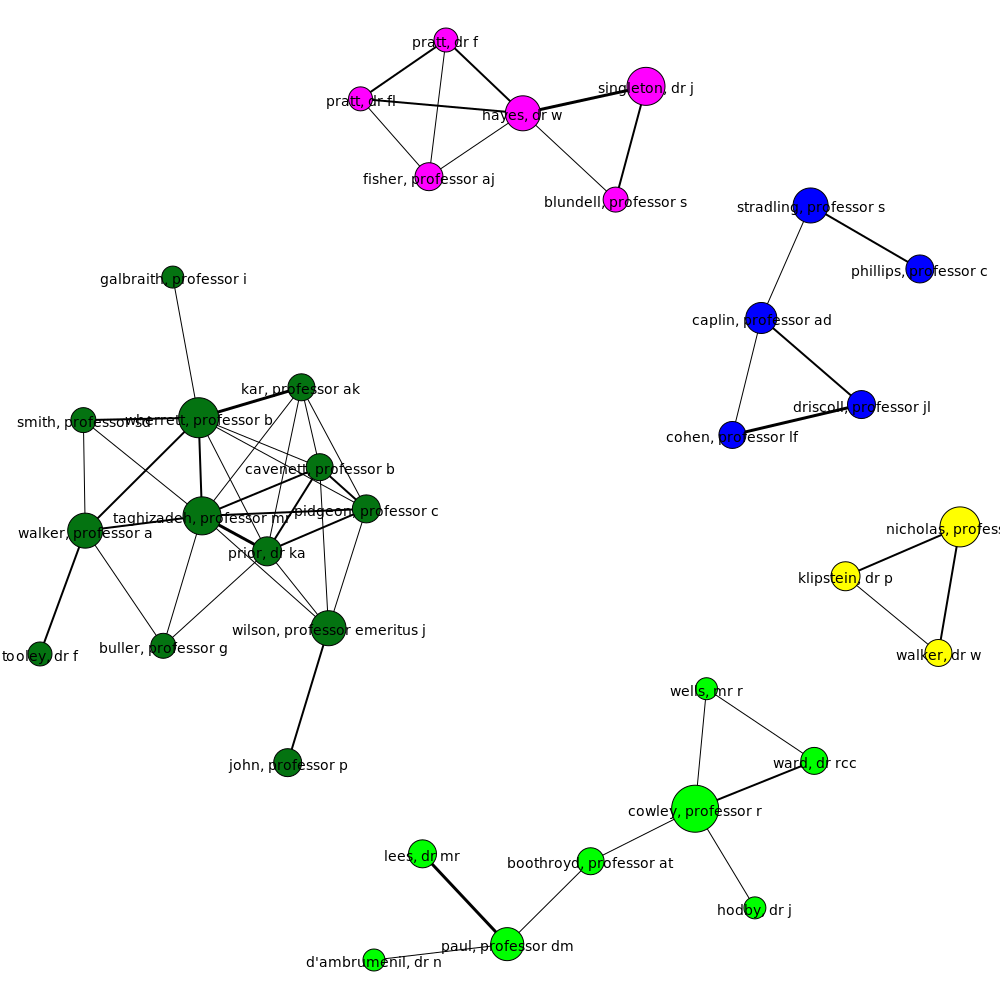 pratt, dr f
singleton, dr j
pratt, dr fl
hayes, dr w
fisher, professor aj
blundell, professor s
stradling, professor s
phillips, professor c
galbraith, professor i
caplin, professor ad
kar, professor ak
driscoll, professor jl
smith, professor sd
wherrett, professor b
cohen, professor lf
cavenett, professor b
pidgeon, professor c
taghizadeh, professor mr
nicholas, profess
walker, professor a
prior, dr ka
klipstein, dr p
wilson, professor emeritus j
buller, professor g
tooley, dr f
walker, dr w
wells, mr r
john, professor p
ward, dr rcc
cowley, professor r
lees, dr mr
boothroyd, professor at
hodby, dr j
paul, professor dm
d'ambrumenil, dr n